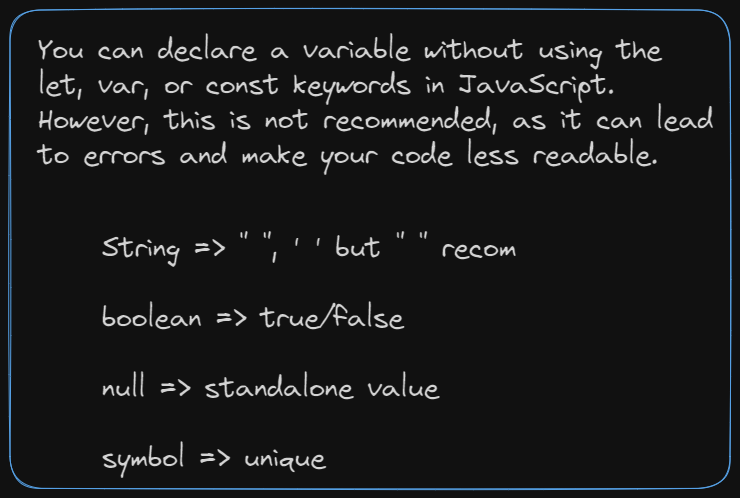 You can declare a variable without using the
let, var, or const keywords in JavaScript.
However, this is not recommended, as it can lead
to errors and make your code less readable.
String => " ", ' ' but " " recom
boolean => true/false
null => standalone value
symbol => unique